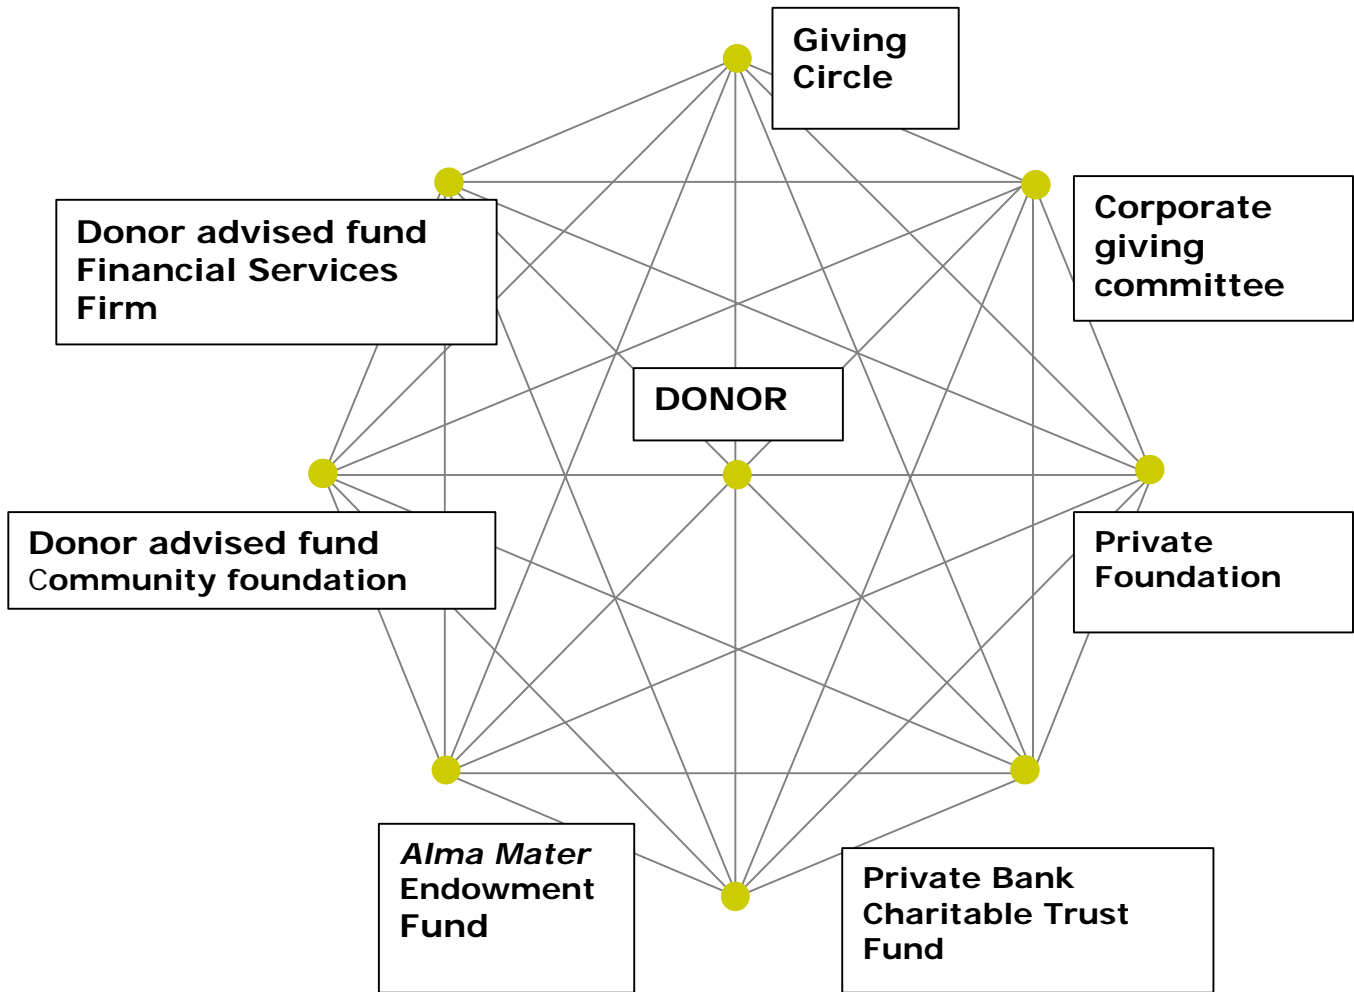 Giving
Circle
Corporate
giving
committee
Donor advised fund
Financial Services
Firm
DONOR
Donor advised fund
Community foundation
Private
Foundation
Alma Mater
Endowment
Fund
Private Bank
Charitable Trust
Fund